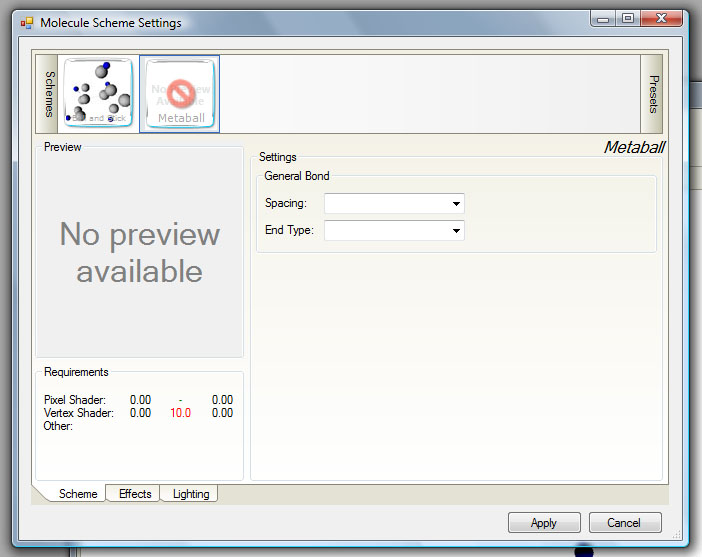 Molecule Scheme Settings
Schemes
Ball and Stick
No Preview
Available
Metaball
Presets
Metaball
Preview
No preview
available
Settings
General Bond
Spacing:
End Type:
Requirements
Pixel Shader: 0.00 - 0.00
Vertex Shader: 0.00 10.0 0.00
Other:
Scheme Effects Lighting
Apply Cancel